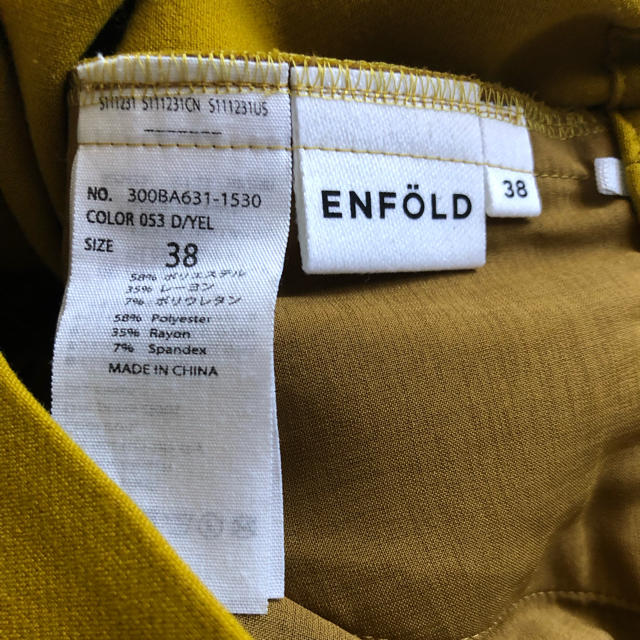 S111231 S111231CN S111231US
NO. 300BA631-1530
COLOR 053 D/YEL
SIZE 38
58% ポリエステル
35% レーヨン
7% ポリウレタン
58% Polyester
35% Rayon
7% Spandex
MADE IN CHINA
ENFÖLD
38